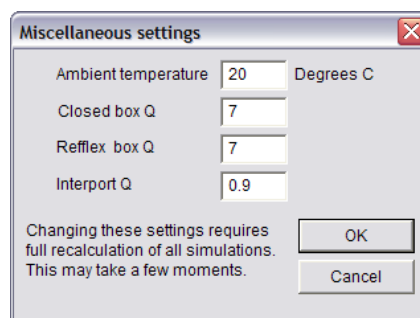 Miscellaneous settings
Ambient temperature 20 Degrees C
Closed box Q 7
Refflex box Q 7
Interport Q 0.9
Changing these settings requires
full recalculation of all simulations.
This may take a few moments.
OK
Cancel